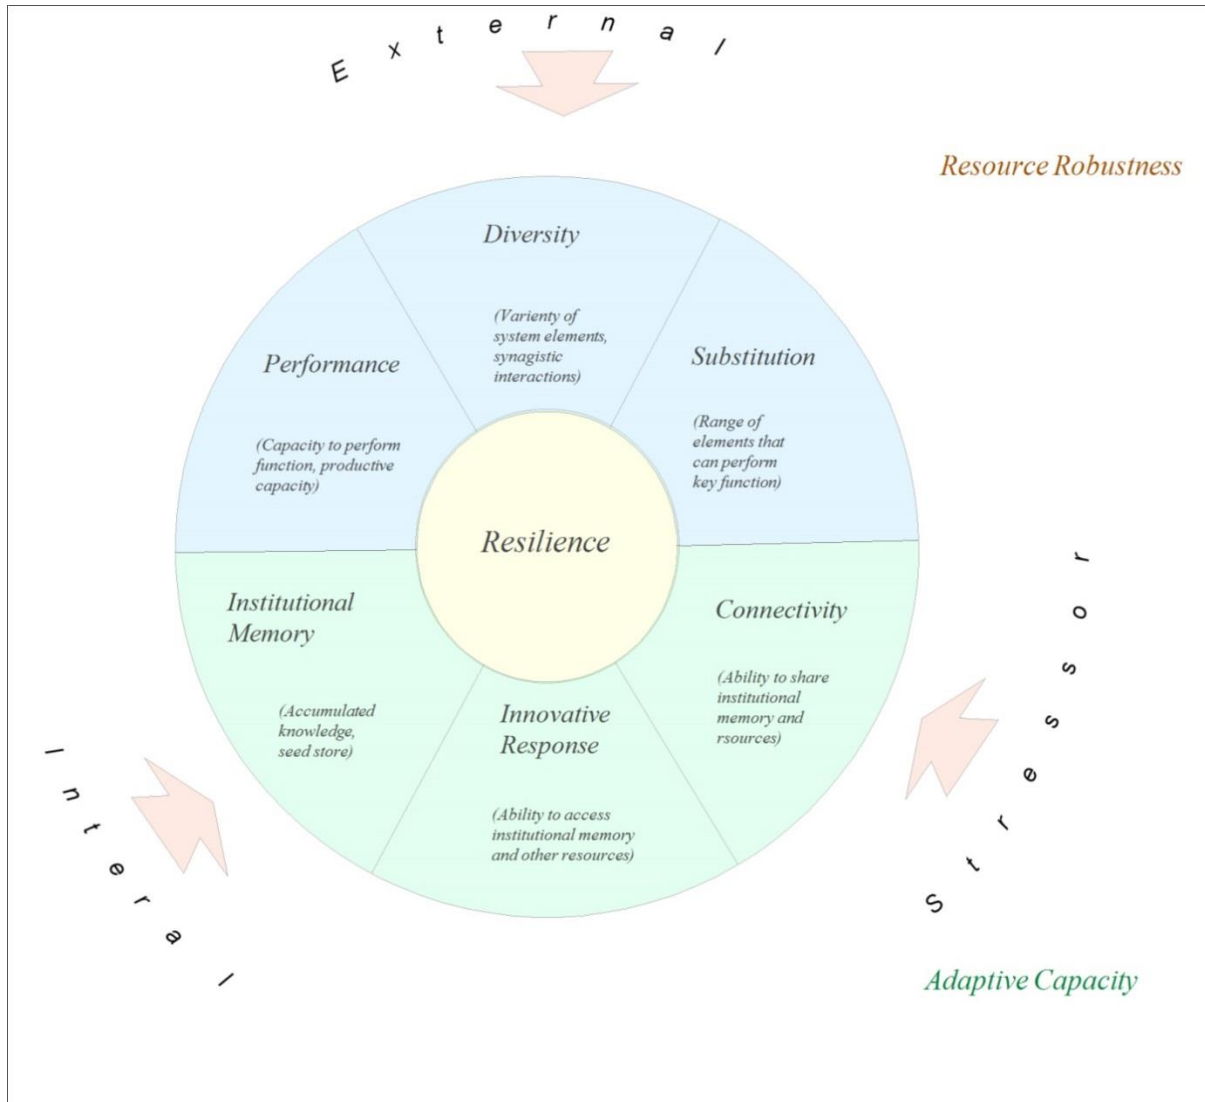 External
Resource Robustness
Diversity
(Varienty of
system elements,
synagistic
interactions)
Performance
(Capacity to perform
function, productive
capacity)
Substitution
(Range of
elements that
can perform
key function)
Resilience
Institutional
Memory
(Accumulated
knowledge,
seed store)
Innovative
Response
(Ability to access
institutional memory
and other resources)
Connectivity
(Ability to share
institutional
memory and
rsources)
Interal
Stressor
Adaptive Capacity